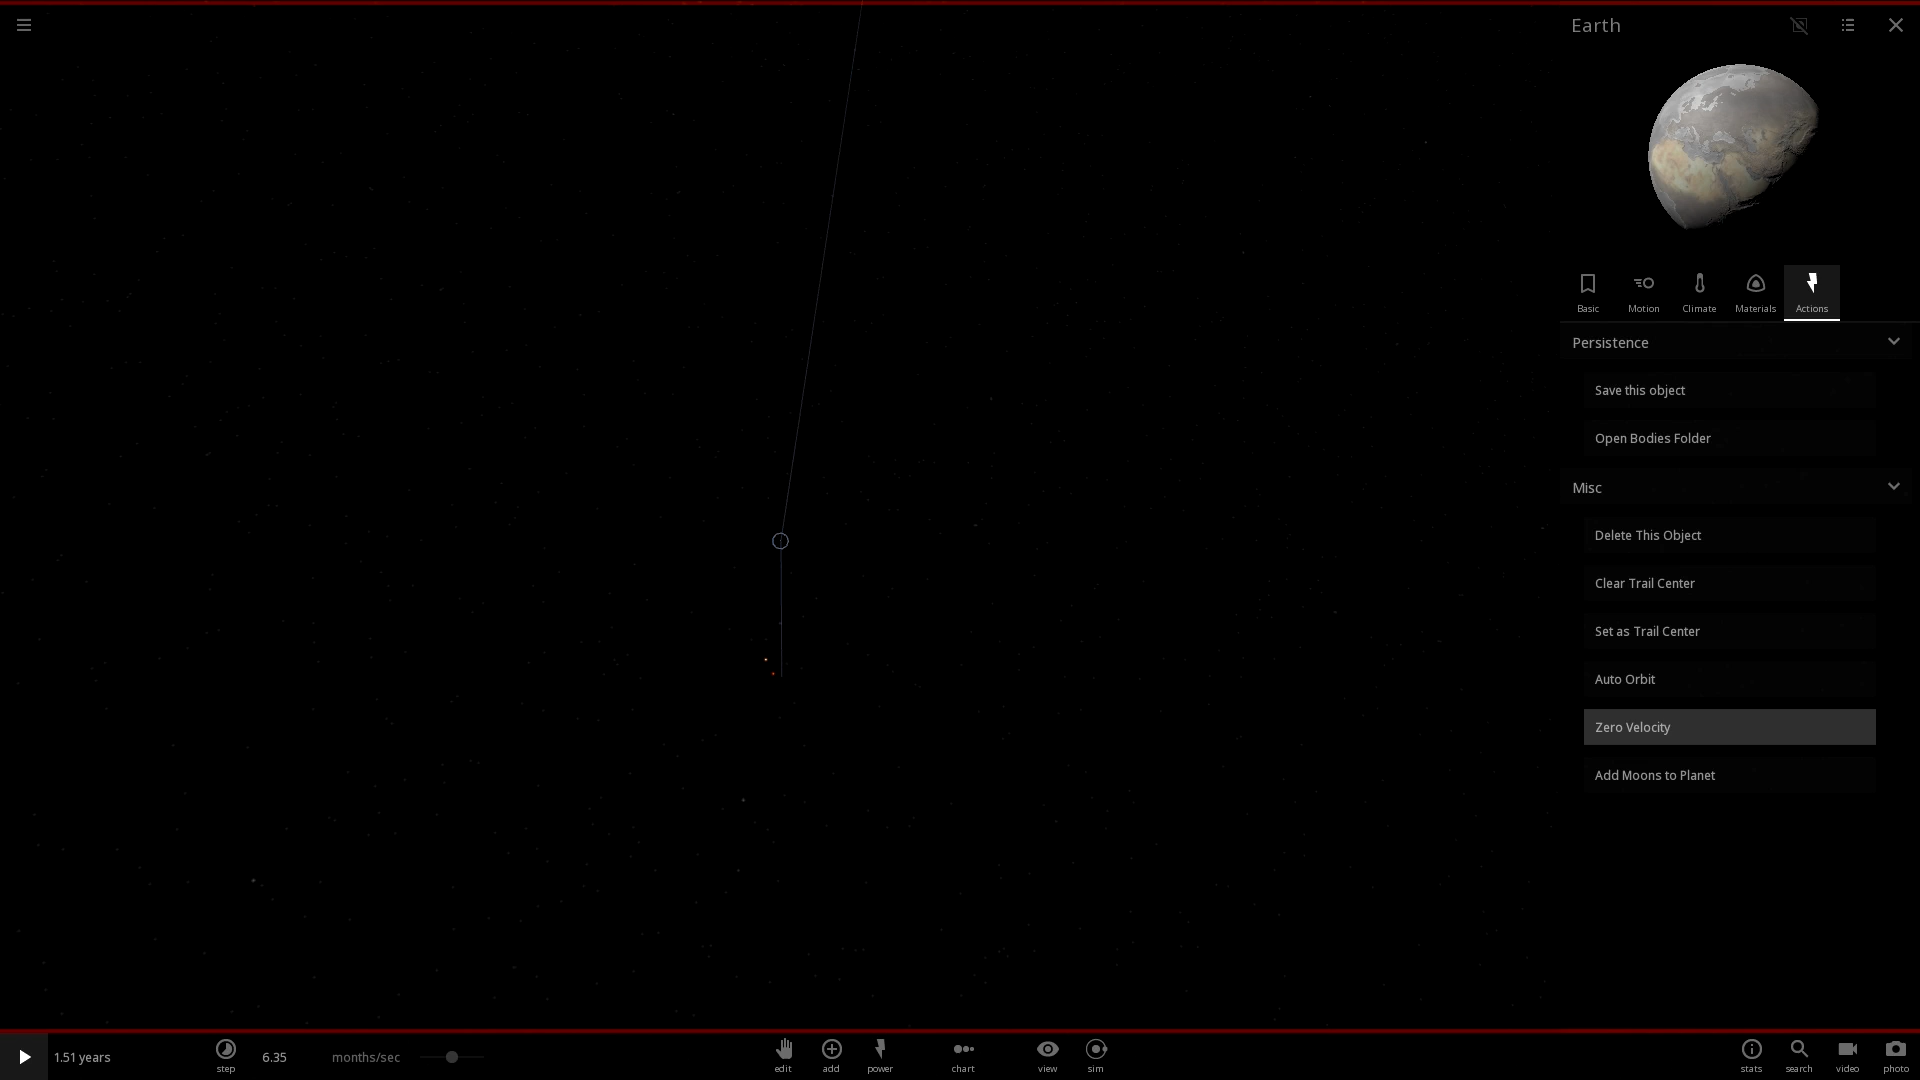 Earth
Basic
Motion
Climate
Materials
Actions
Persistence
Save this object
Open Bodies Folder
Misc
Delete This Object
Clear Trail Center
Set as Trail Center
Auto Orbit
Zero Velocity
Add Moons to Planet
1.51 years
step
6.35
months/sec
edit
add
power
chart
view
sim
stats
search
video
photo